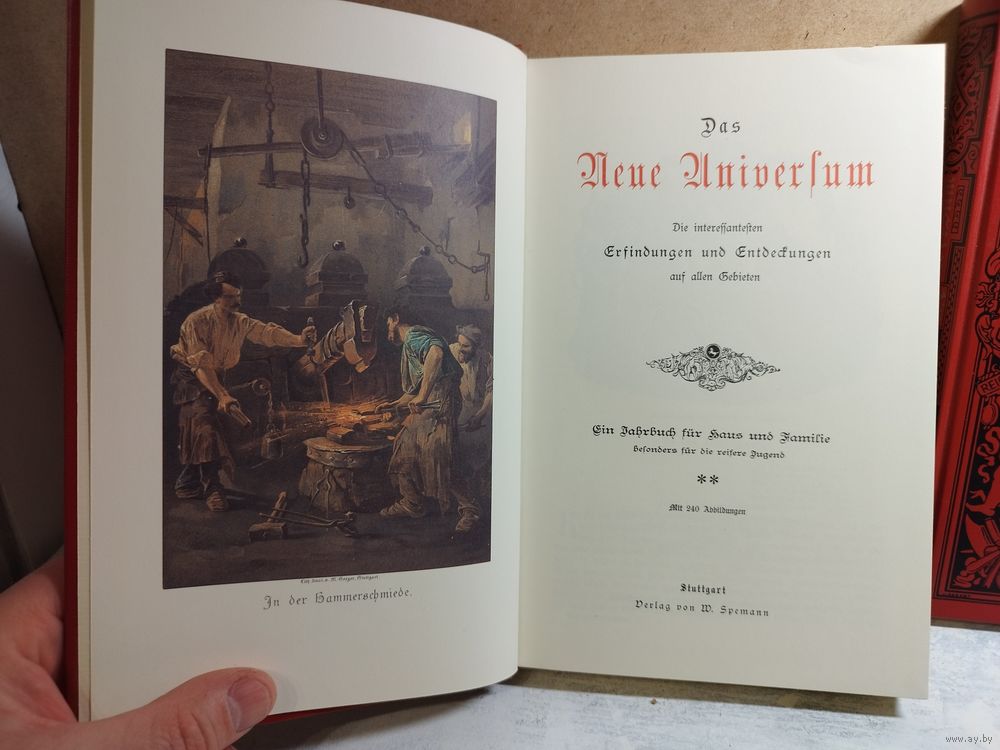 In der Hammerschmiede.
Das
Neue Universum
Die interessantesten
Erfindungen und Entdeckungen
auf allen Gebieten
Ein Jahrbuch für Haus und Familie
besonders für die reifere Jugend
**
Mit 240 Abbildungen
Stuttgart
Verlag von W. Spemann
www.ay.by